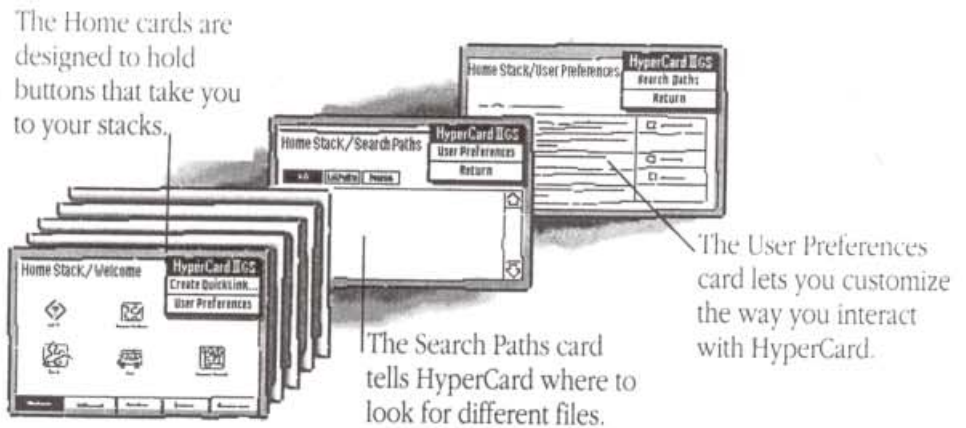 The Home cards are
designed to hold
buttons that take you
to your stacks.
Home Stack/User Preferences
HyperCard IIGS
Search Paths
Return
C2
C1
Home Stack/Search Paths
HyperCard IIGS
User Preferences
Return
Home Stack/Welcome
HyperCard IIGS
Create QuickLink...
User Preferences
The User Preferences
card lets you customize
the way you interact
with HyperCard.
The Search Paths card
tells HyperCard where to
look for different files.